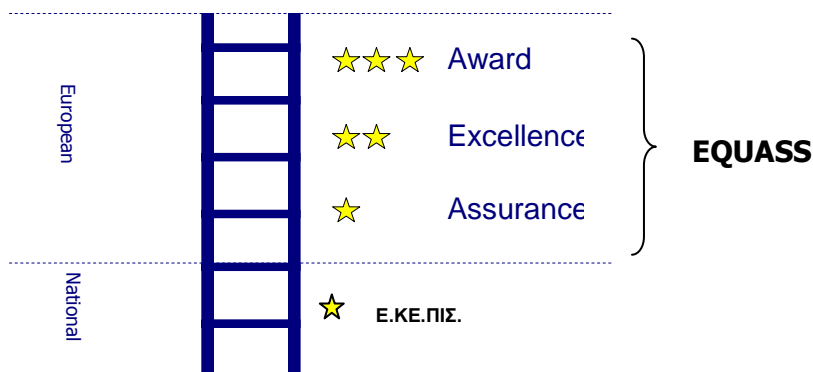 European
Award
Excellence
Assurance
EQUASS
National
Ε.ΚΕ.ΠΙΣ.